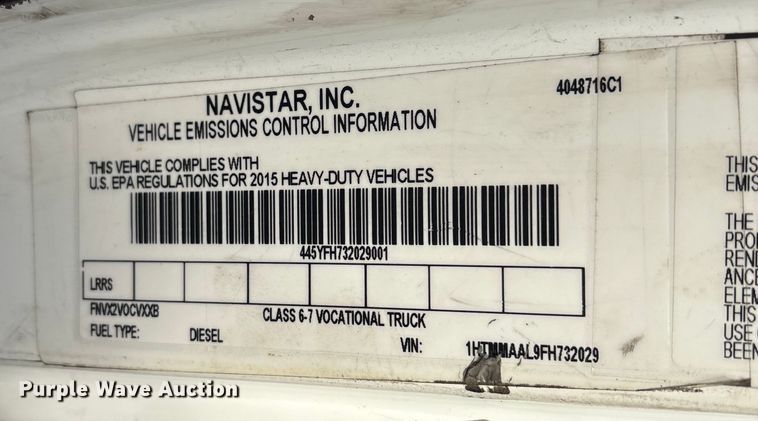 NAVISTAR, INC.
4048716C1
VEHICLE EMISSIONS CONTROL INFORMATION
THIS VEHICLE COMPLIES WITH
U.S. EPA REGULATIONS FOR 2015 HEAVY-DUTY VEHICLES
445YFH732029001
LRRS
FNVX2VOCVXXB
CLASS 6-7 VOCATIONAL TRUCK
FUEL TYPE: DIESEL
VIN: 1HTMMAAL9FH732029
THIS
EMIS
THE
PRO
REND
ANCE
ELEM
THIS
USE
BEEN
Purple Wave Auction